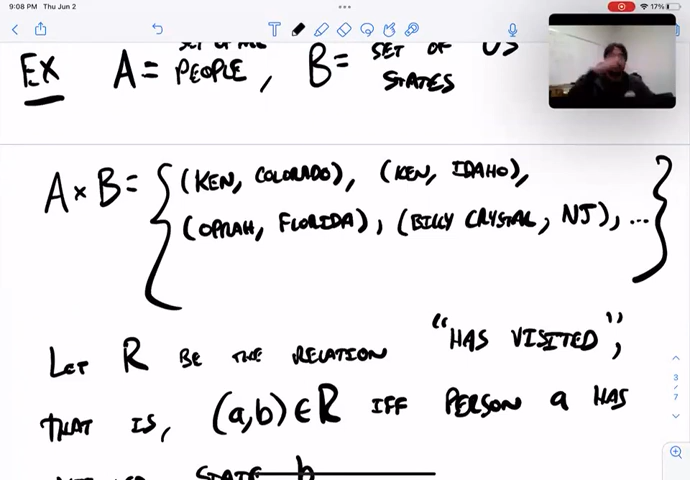 9:08 PM Thu Jun 2
17%
EX A = PEOPLE, B = SET OF US STATES
A × B = { (KEN, COLORADO), (KEN, IDAHO),
(OPRAH, FLORIDA), (BILLY CRYSTAL, NJ), ... }
LET R BE THE RELATION "HAS VISITED",
THAT IS, (a,b) ∈ R IFF PERSON a HAS
STATE b
3
7